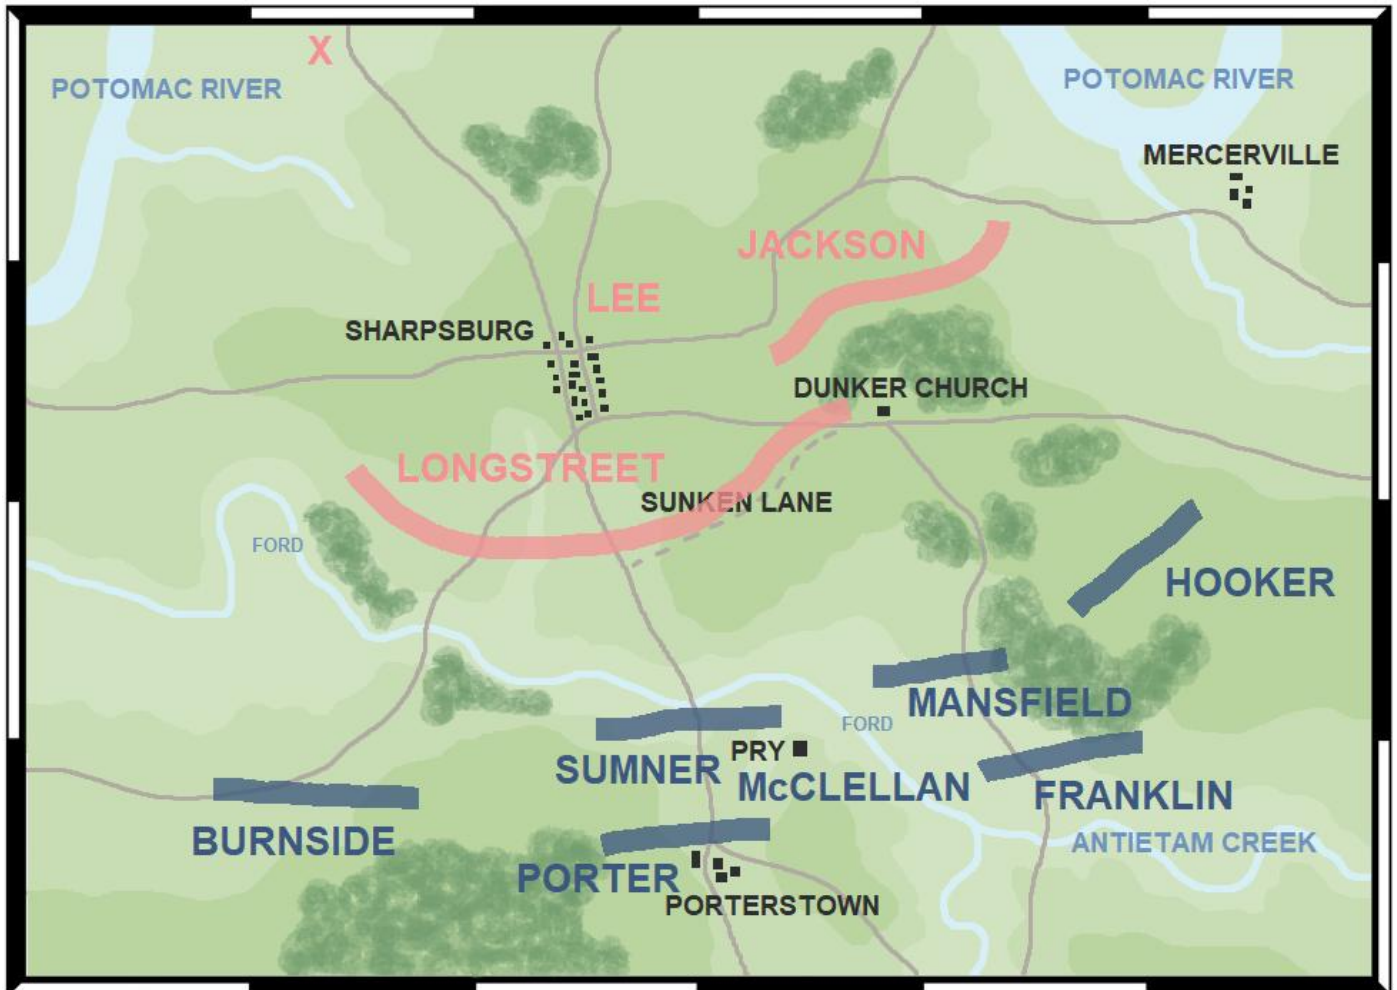 X
POTOMAC RIVER
POTOMAC RIVER
MERCERVILLE
JACKSON
LEE
SHARPSBURG
DUNKER CHURCH
LONGSTREET
SUNKEN LANE
FORD
HOOKER
MANSFIELD
FORD
PRY
SUMNER
McCLELLAN
FRANKLIN
BURNSIDE
ANTIETAM CREEK
PORTER
PORTERSTOWN